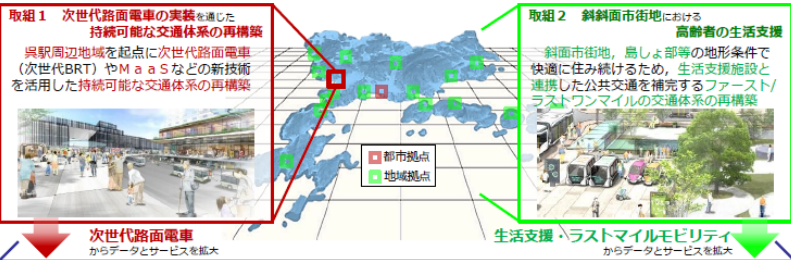 取組１　次世代路面電車の実装を通じた
持続可能な交通体系の再構築
呉駅周辺地域を起点に次世代路面電車
（次世代BRT）やＭａａＳなどの新技術
を活用した持続可能な交通体系の再構築
次世代路面電車
からデータとサービスを拡大
都市拠点
地域拠点
取組２　斜斜面市街地における
高齢者の生活支援
斜面市街地，島しょ部等の地形条件で
快適に住み続けるため，生活支援施設と
連携した公共交通を補完するファースト/
ラストワンマイルの交通体系の再構築
生活支援・ラストマイルモビリティ
からデータとサービスを拡大